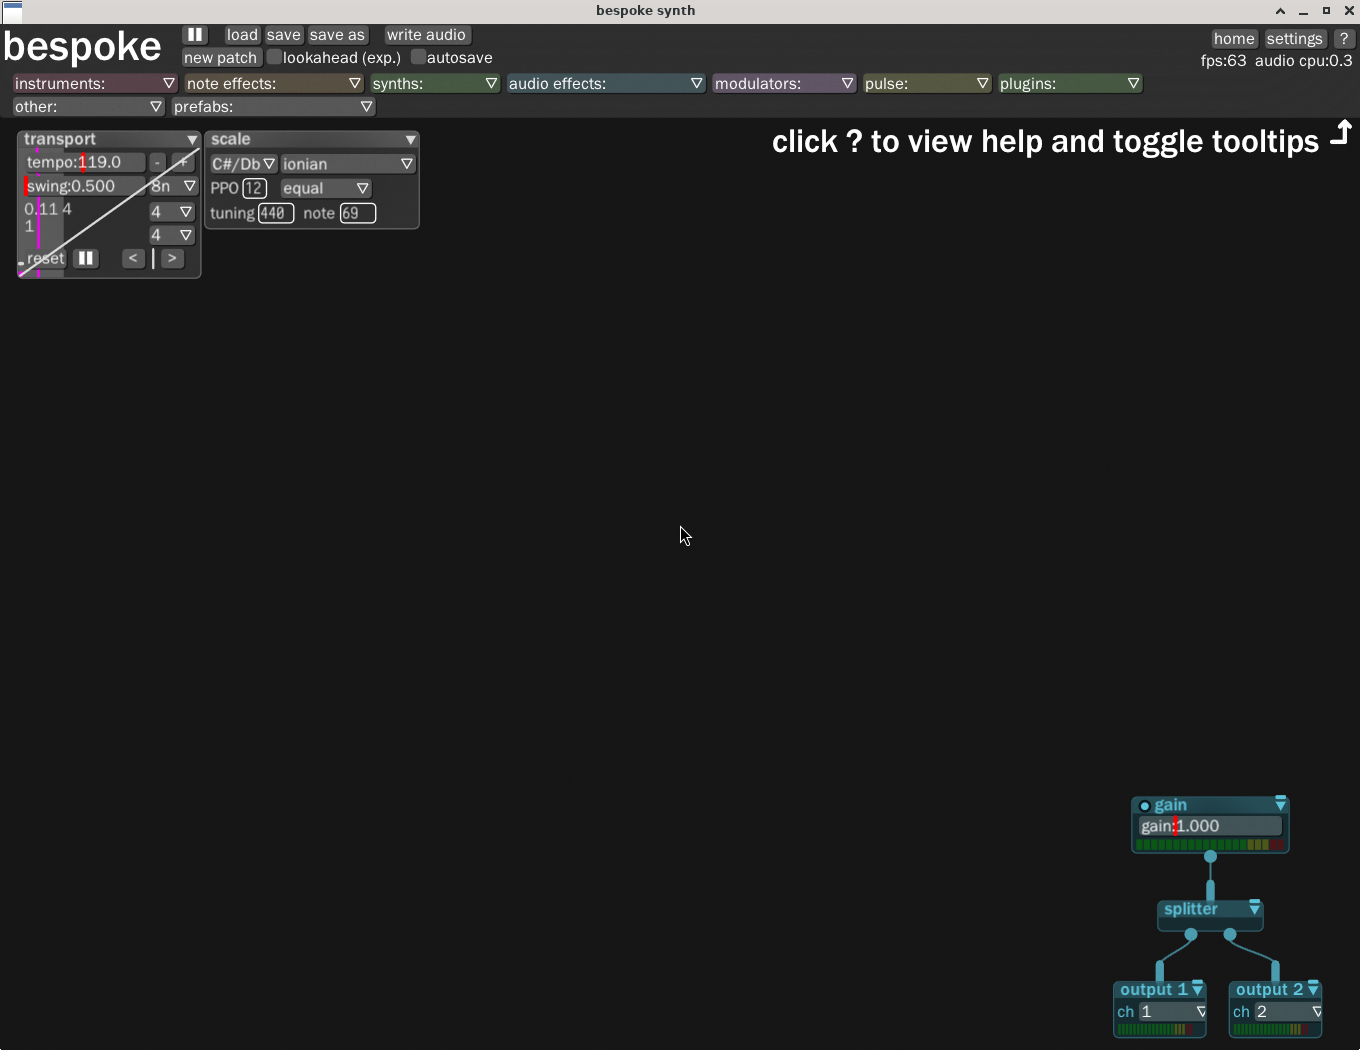 bespoke synth
bespoke
load save save as write audio
new patch lookahead (exp.) autosave
home settings ?
fps:63 audio cpu:0.3
instruments: note effects: synths: audio effects: modulators: pulse: plugins:
other: prefabs:
click ? to view help and toggle tooltips
transport
tempo:119.0 - +
swing:0.500 8n
0.11 4
1
4
4
reset < | >
scale
C#/Db ionian
PPO 12 equal
tuning 440 note 69
gain
gain:1.000
splitter
output 1 output 2
ch 1 ch 2